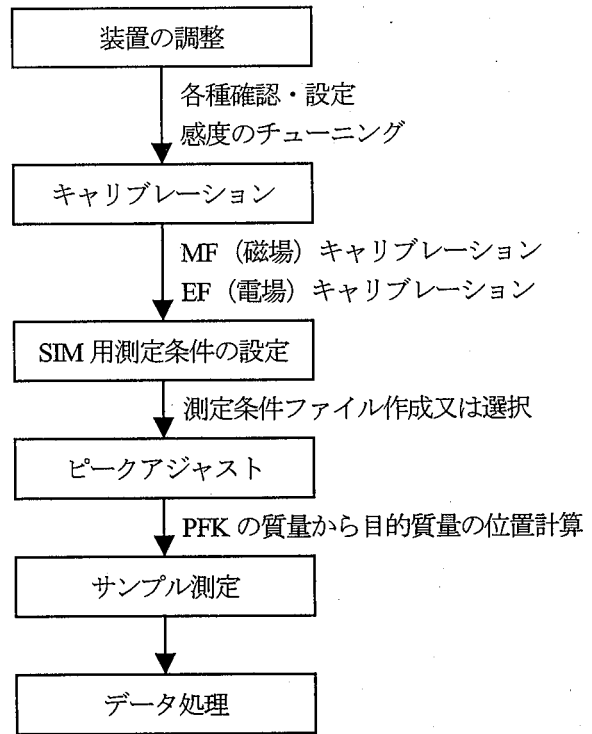 装置の調整
各種確認・設定
感度のチューニング
キャリブレーション
MF（磁場）キャリブレーション
EF（電場）キャリブレーション
SIM 用測定条件の設定
測定条件ファイル作成又は選択
ピークアジャスト
PFK の質量から目的質量の位置計算
サンプル測定
データ処理